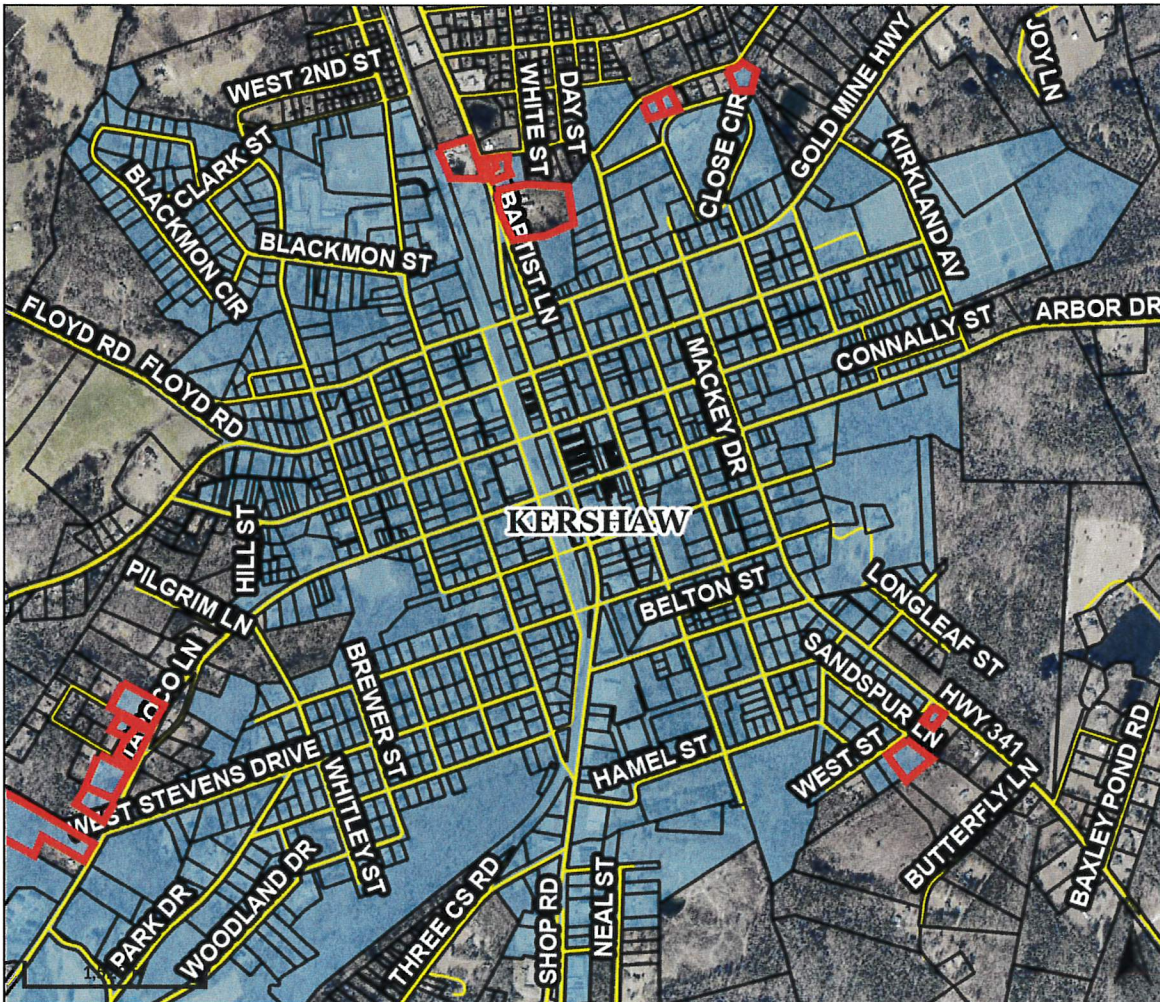 WEST 2ND ST
WHITE ST
DAY ST
CLOSE CIR
GOLD MINE HWY
JOY LN
KIRKLAND AV
CLARK ST
BLACKMON CIR
BLACKMON ST
BAPTIST LN
FLOYD RD
FLOYD RD
MACKEY DR
CONNALLY ST
ARBOR DR
KERSHAW
HILL ST
PILGRIM LN
BELTON ST
LONGLEAF ST
SANDSPUR LN
HWY 341
BREWER ST
WEST STEVENS DRIVE
WHITLEY ST
HAMEL ST
WEST ST
BUTTERFLY LN
BAXLEY POND RD
PARK DR
WOODLAND DR
THREE CS RD
SHOP RD
NEAL ST